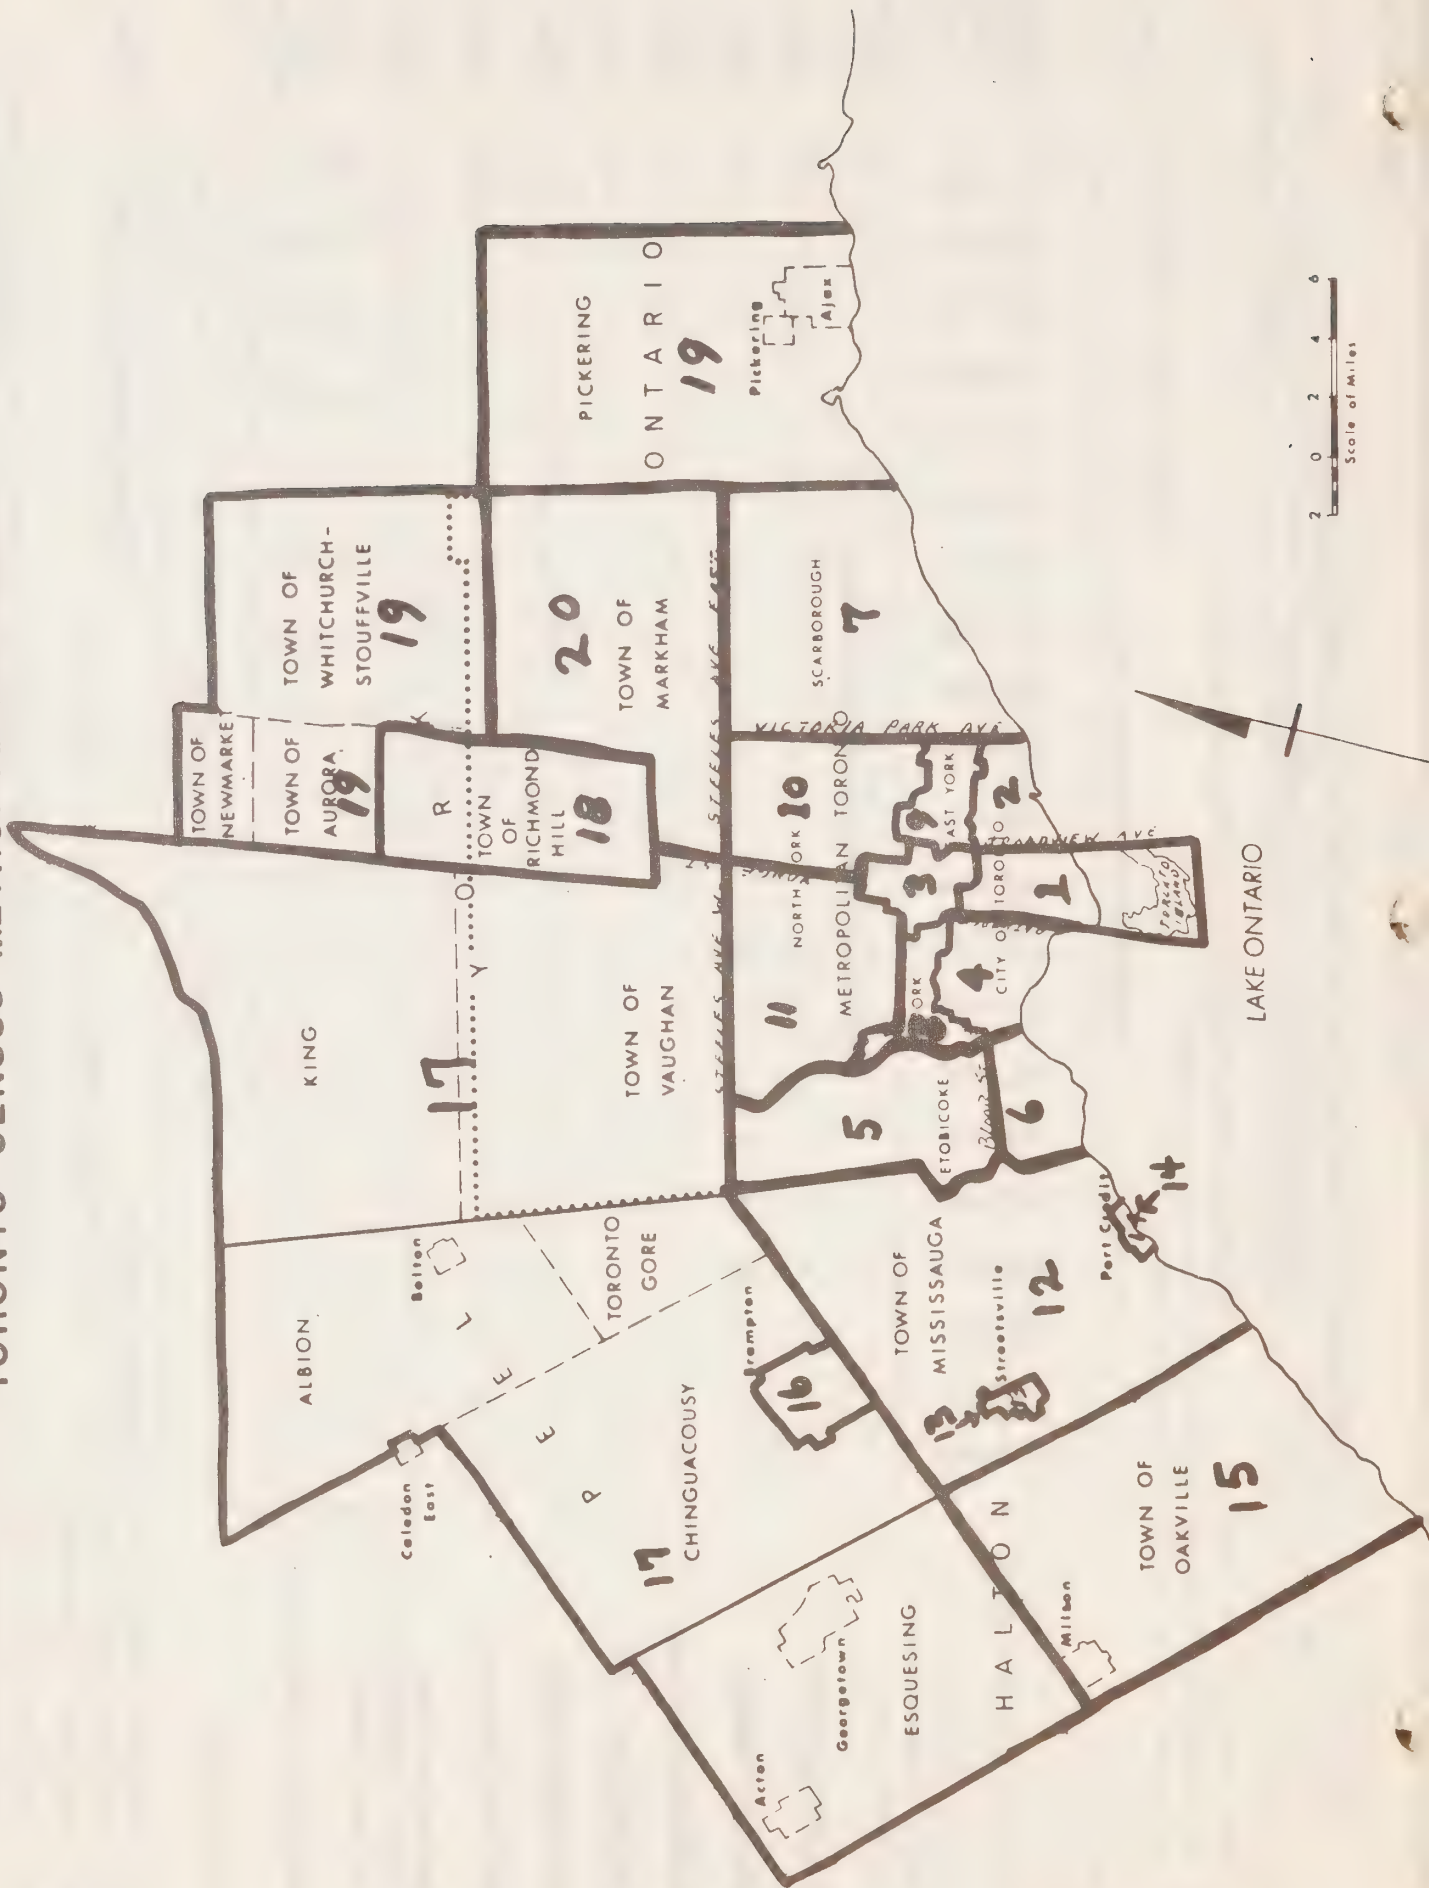 TOWN OF
NEWMARKE
TOWN OF
AURORA
19
TOWN OF
WHITCHURCH-
STOUFFVILLE
19
KING
17
ALBION
Bolton
Caledon
East
Y O R K
TOWN
OF
RICHMOND
HILL
18
20
TOWN OF
MARKHAM
PICKERING
ONTARIO
19
Pickering
Ajax
TOWN OF
VAUGHAN
STEELES AVE W.
STEELES AVE EAST
TORONTO
GORE
PEEL
17
CHINGUACOUSY
Brampton
16
SCARBOROUGH
7
VICTORIA PARK AVE
YONGE
NORTH YORK
10
11
METROPOLITAN TORONTO
9
EAST YORK
3
2
BROADVIEW AVE
1
TORONTO
ISLAND
CITY OF TORONTO
4
YORK
5
ETOBICOKE
Bloor St
6
TOWN OF
MISSISSAUGA
12
Streetsville
13
Port Credit
14
Acton
Georgetown
ESQUESING
HALTON
Milton
TOWN OF
OAKVILLE
15
LAKE ONTARIO
2 0 2 4 6
Scale of Miles